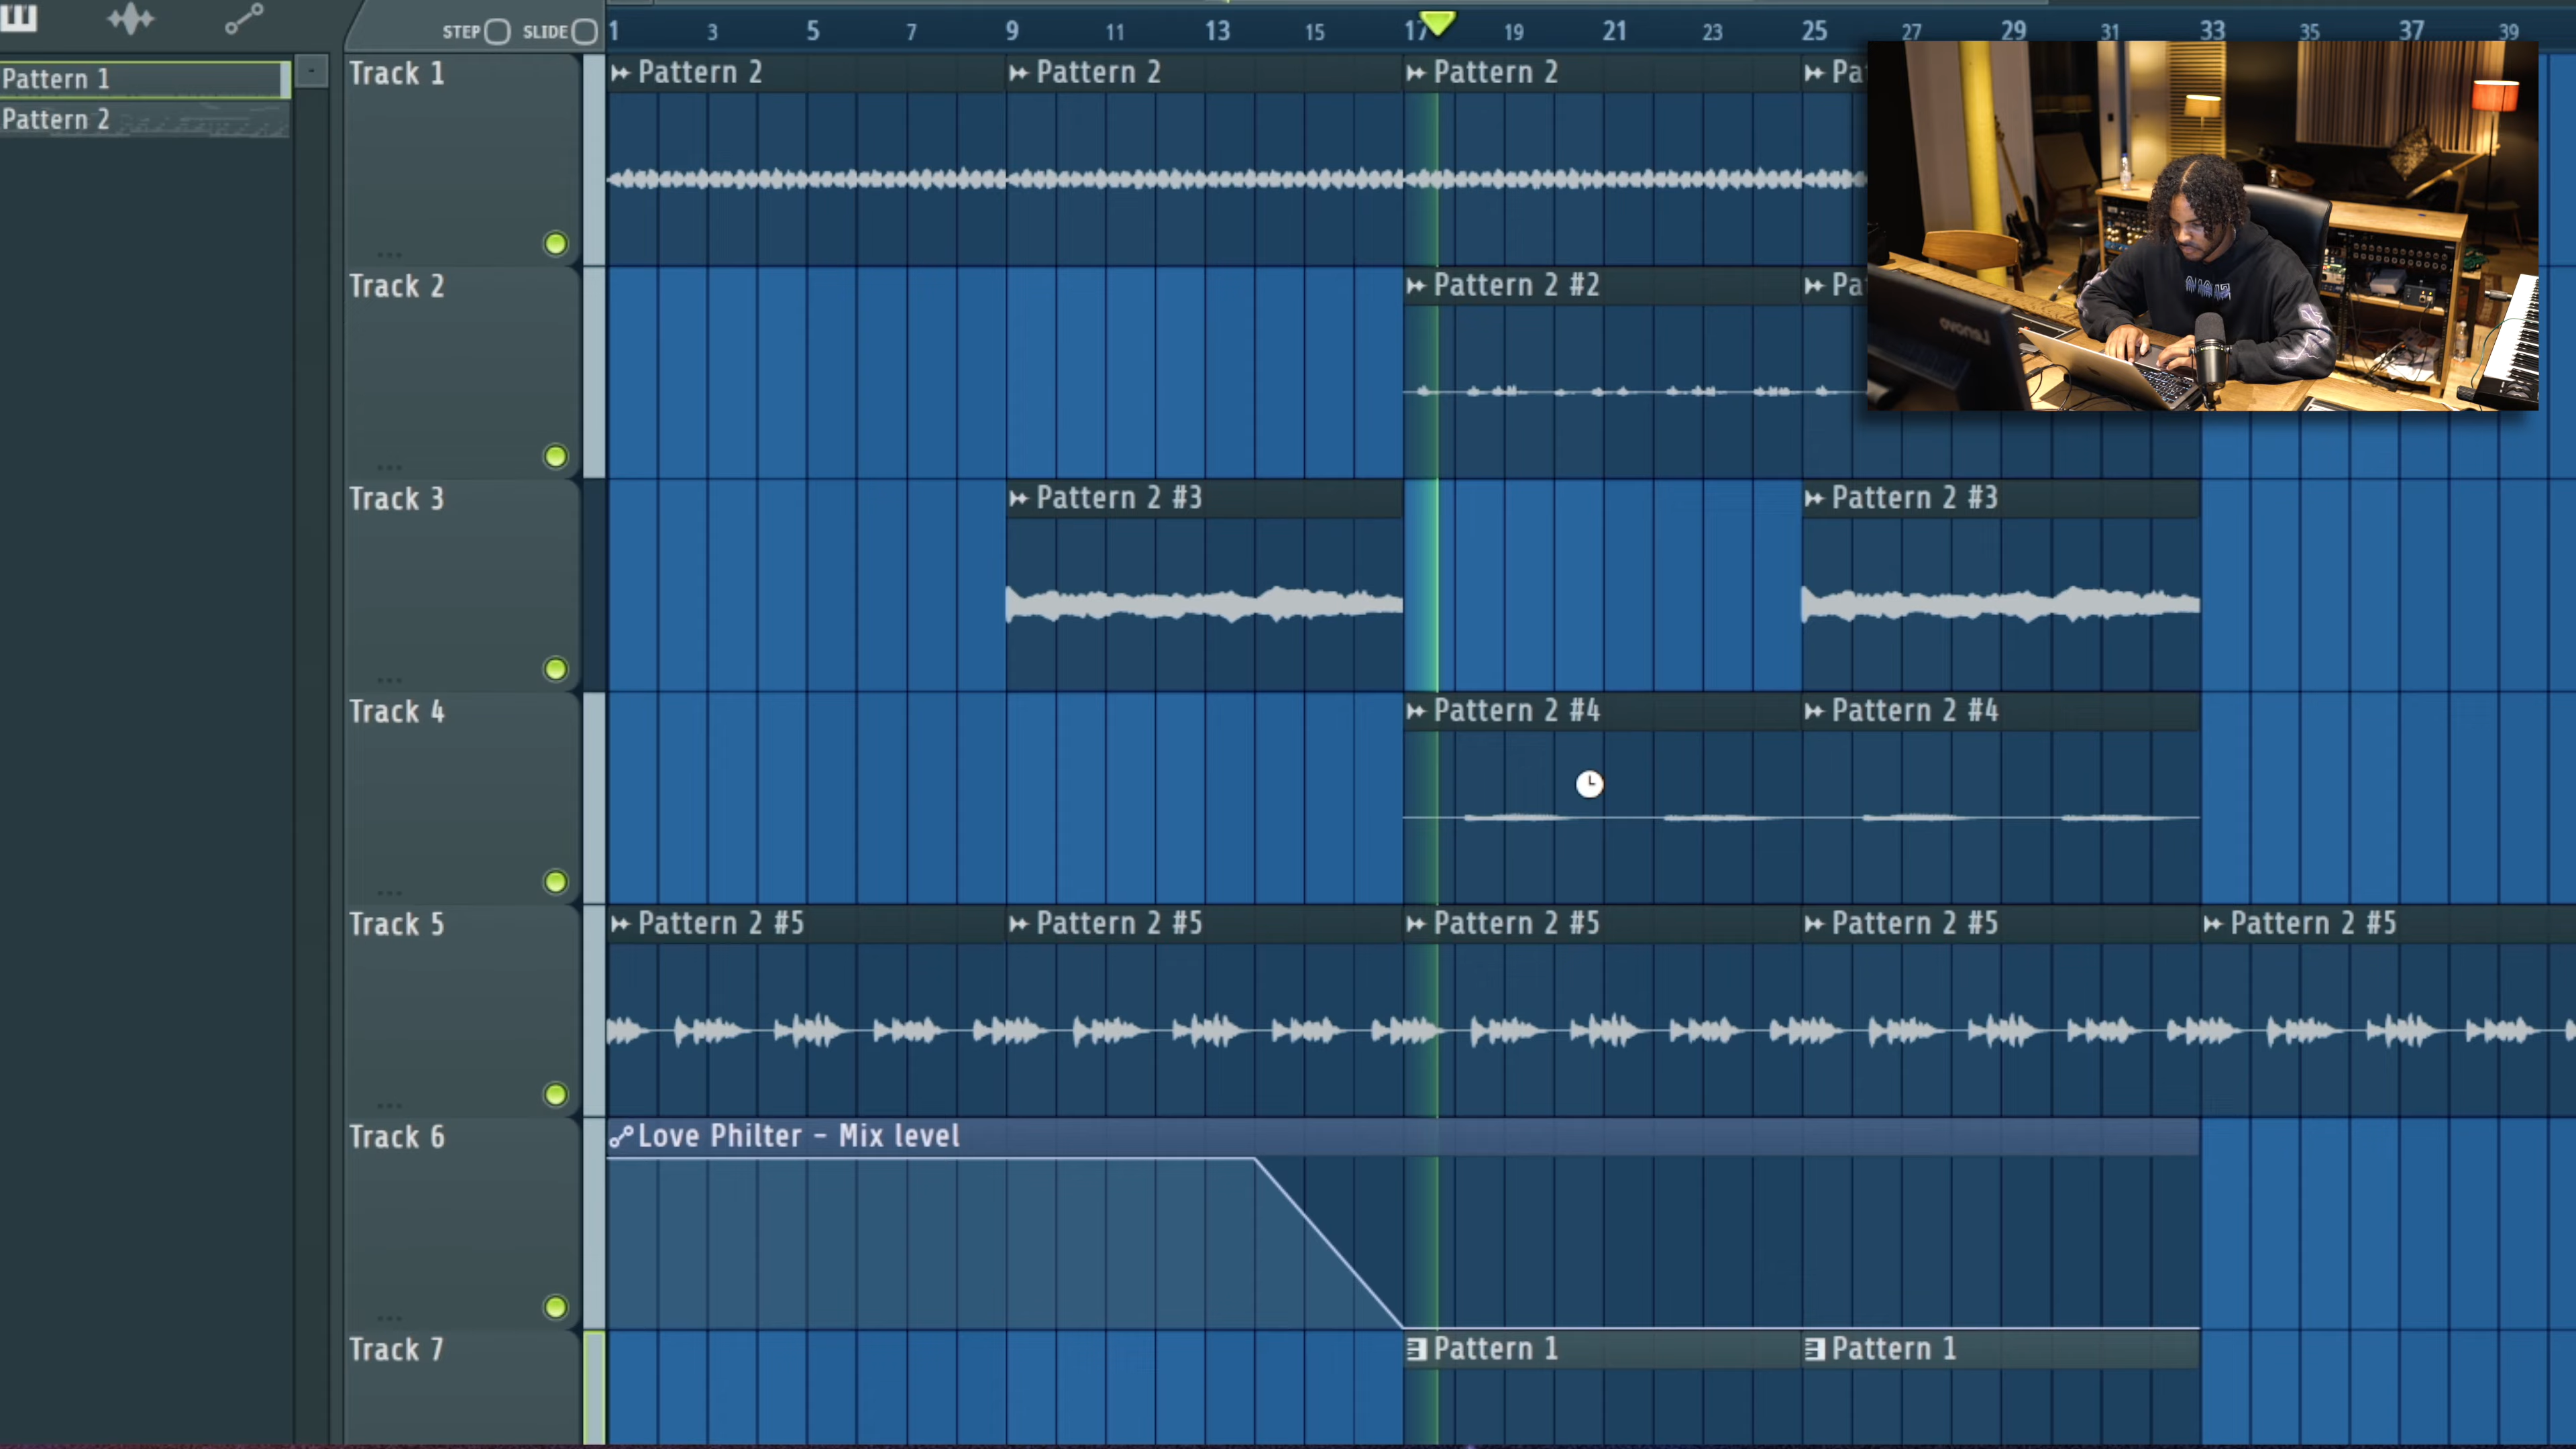 STEP SLIDE 1 3 5 7 9 11 13 15 17 19 21 23 25 27 29 31 33 35 37 39
Pattern 1
Pattern 2
Track 1
Pattern 2 Pattern 2 Pattern 2 Pa
Track 2
Pattern 2 #2 Pa
lenovo
Track 3
Pattern 2 #3 Pattern 2 #3
Track 4
Pattern 2 #4 Pattern 2 #4
Track 5
Pattern 2 #5 Pattern 2 #5 Pattern 2 #5 Pattern 2 #5 Pattern 2 #5
Track 6
Love Philter - Mix level
Track 7
Pattern 1 Pattern 1